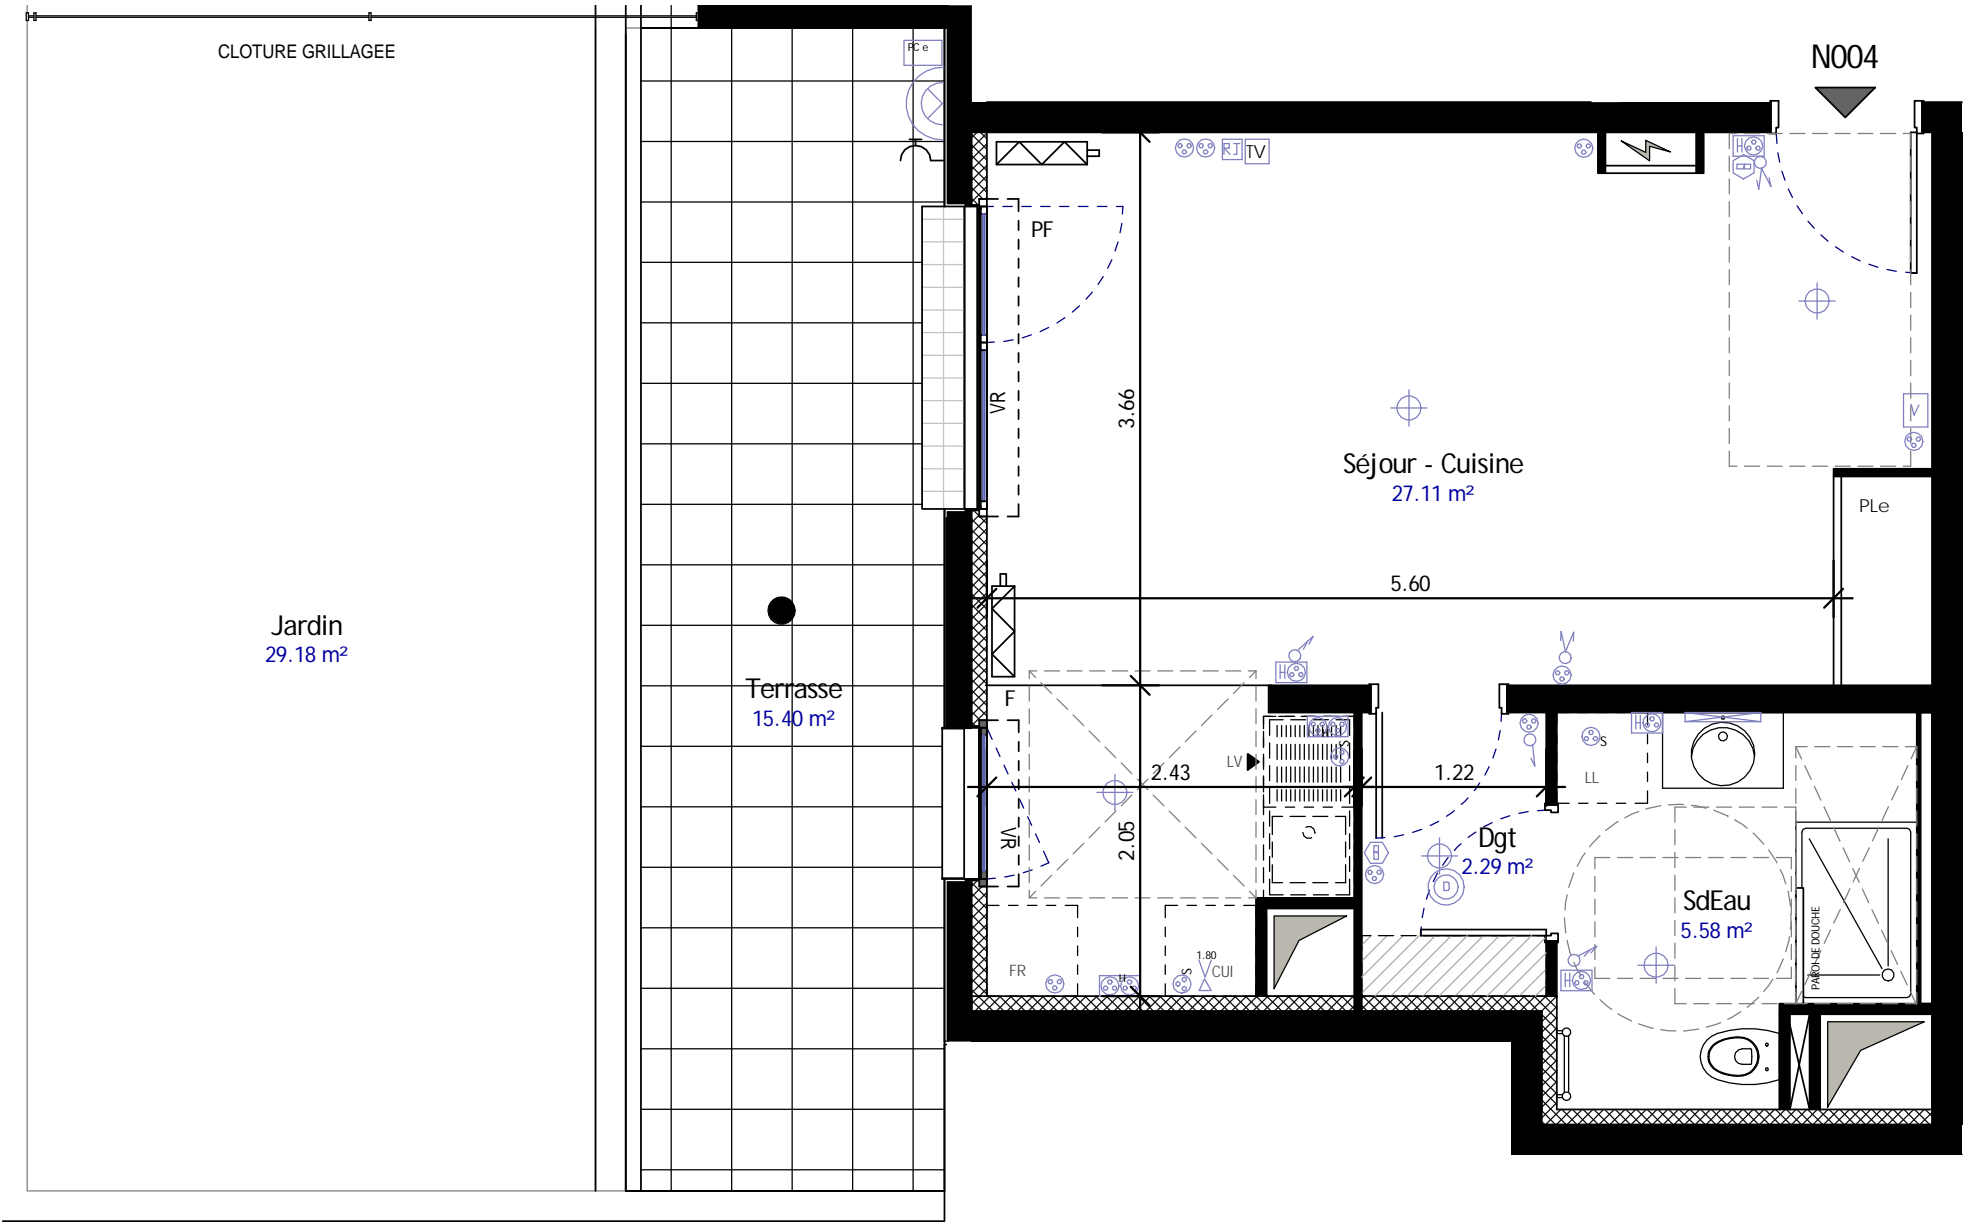 CLOTURE GRILLAGEE
PC e
N004
H
RJ
TV
PF
VR
3.66
V
Séjour - Cuisine
27.11 m²
PLe
5.60
Jardin
29.18 m²
Terrasse
15.40 m²
H
F
H
S
S
LV
2.43
1.22
LL
VR
2.05
Dgt
2.29 m²
D
SdEau
5.58 m²
PAROI DE DOUCHE
FR
H
S
1.80
CUI
H